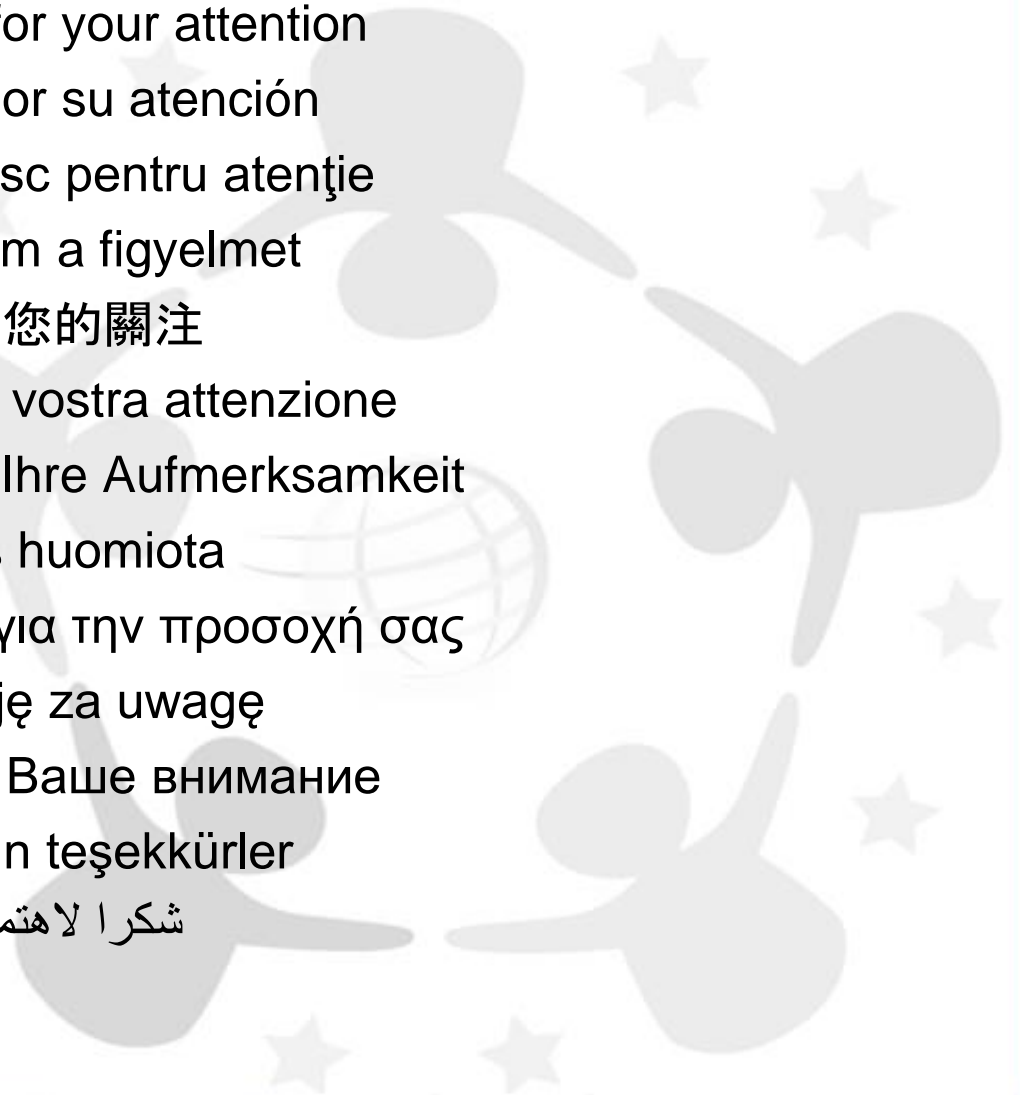 for your attention
or su atención
sc pentru atenţie
m a figyelmet
您的關注
vostra attenzione
Ihre Aufmerksamkeit
huomiota
για την προσοχή σας
ję za uwagę
Ваше внимание
n teşekkürler
شكرا لاهتم